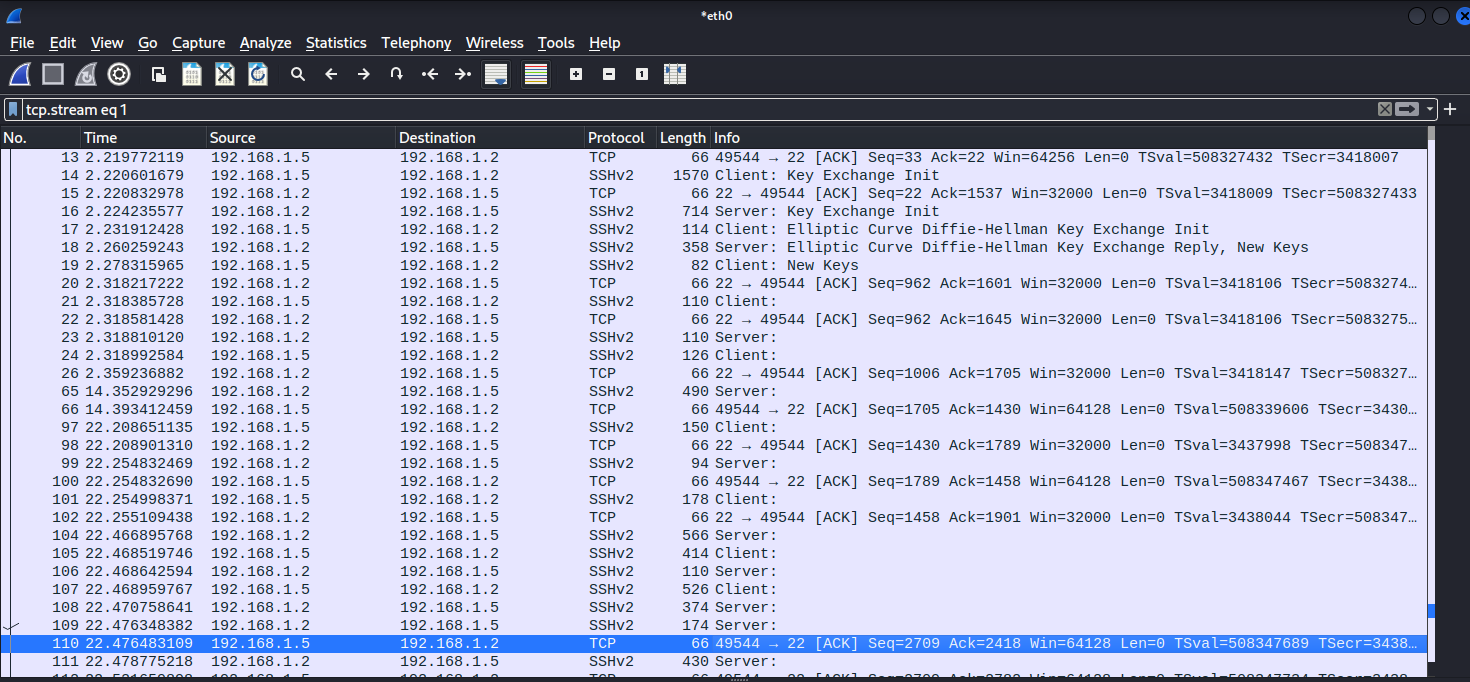 *eth0
File Edit View Go Capture Analyze Statistics Telephony Wireless Tools Help
tcp.stream eq 1
No. Time Source Destination Protocol Length Info
13 2.219772119 192.168.1.5 192.168.1.2 TCP 66 49544 → 22 [ACK] Seq=33 Ack=22 Win=64256 Len=0 TSval=508327432 TSecr=3418007
14 2.220601679 192.168.1.5 192.168.1.2 SSHv2 1570 Client: Key Exchange Init
15 2.220832978 192.168.1.2 192.168.1.5 TCP 66 22 → 49544 [ACK] Seq=22 Ack=1537 Win=32000 Len=0 TSval=3418009 TSecr=508327433
16 2.224235577 192.168.1.2 192.168.1.5 SSHv2 714 Server: Key Exchange Init
17 2.231912428 192.168.1.5 192.168.1.2 SSHv2 114 Client: Elliptic Curve Diffie-Hellman Key Exchange Init
18 2.260259243 192.168.1.2 192.168.1.5 SSHv2 358 Server: Elliptic Curve Diffie-Hellman Key Exchange Reply, New Keys
19 2.278315965 192.168.1.5 192.168.1.2 SSHv2 82 Client: New Keys
20 2.318217222 192.168.1.2 192.168.1.5 TCP 66 22 → 49544 [ACK] Seq=962 Ack=1601 Win=32000 Len=0 TSval=3418106 TSecr=5083274…
21 2.318385728 192.168.1.5 192.168.1.2 SSHv2 110 Client:
22 2.318581428 192.168.1.2 192.168.1.5 TCP 66 22 → 49544 [ACK] Seq=962 Ack=1645 Win=32000 Len=0 TSval=3418106 TSecr=5083275…
23 2.318810120 192.168.1.2 192.168.1.5 SSHv2 110 Server:
24 2.318992584 192.168.1.5 192.168.1.2 SSHv2 126 Client:
26 2.359236882 192.168.1.2 192.168.1.5 TCP 66 22 → 49544 [ACK] Seq=1006 Ack=1705 Win=32000 Len=0 TSval=3418147 TSecr=508327…
65 14.352929296 192.168.1.2 192.168.1.5 SSHv2 490 Server:
66 14.393412459 192.168.1.5 192.168.1.2 TCP 66 49544 → 22 [ACK] Seq=1705 Ack=1430 Win=64128 Len=0 TSval=508339606 TSecr=3430…
97 22.208651135 192.168.1.5 192.168.1.2 SSHv2 150 Client:
98 22.208901310 192.168.1.2 192.168.1.5 TCP 66 22 → 49544 [ACK] Seq=1430 Ack=1789 Win=32000 Len=0 TSval=3437998 TSecr=508347…
99 22.254832469 192.168.1.2 192.168.1.5 SSHv2 94 Server:
100 22.254832690 192.168.1.5 192.168.1.2 TCP 66 49544 → 22 [ACK] Seq=1789 Ack=1458 Win=64128 Len=0 TSval=508347467 TSecr=3438…
101 22.254998371 192.168.1.5 192.168.1.2 SSHv2 178 Client:
102 22.255109438 192.168.1.2 192.168.1.5 TCP 66 22 → 49544 [ACK] Seq=1458 Ack=1901 Win=32000 Len=0 TSval=3438044 TSecr=508347…
104 22.466895768 192.168.1.2 192.168.1.5 SSHv2 566 Server:
105 22.468519746 192.168.1.5 192.168.1.2 SSHv2 414 Client:
106 22.468642594 192.168.1.2 192.168.1.5 SSHv2 110 Server:
107 22.468959767 192.168.1.5 192.168.1.2 SSHv2 526 Client:
108 22.470758641 192.168.1.2 192.168.1.5 SSHv2 374 Server:
109 22.476348382 192.168.1.2 192.168.1.5 SSHv2 174 Server:
110 22.476483109 192.168.1.5 192.168.1.2 TCP 66 49544 → 22 [ACK] Seq=2709 Ack=2418 Win=64128 Len=0 TSval=508347689 TSecr=3438…
111 22.478775218 192.168.1.2 192.168.1.5 SSHv2 430 Server: